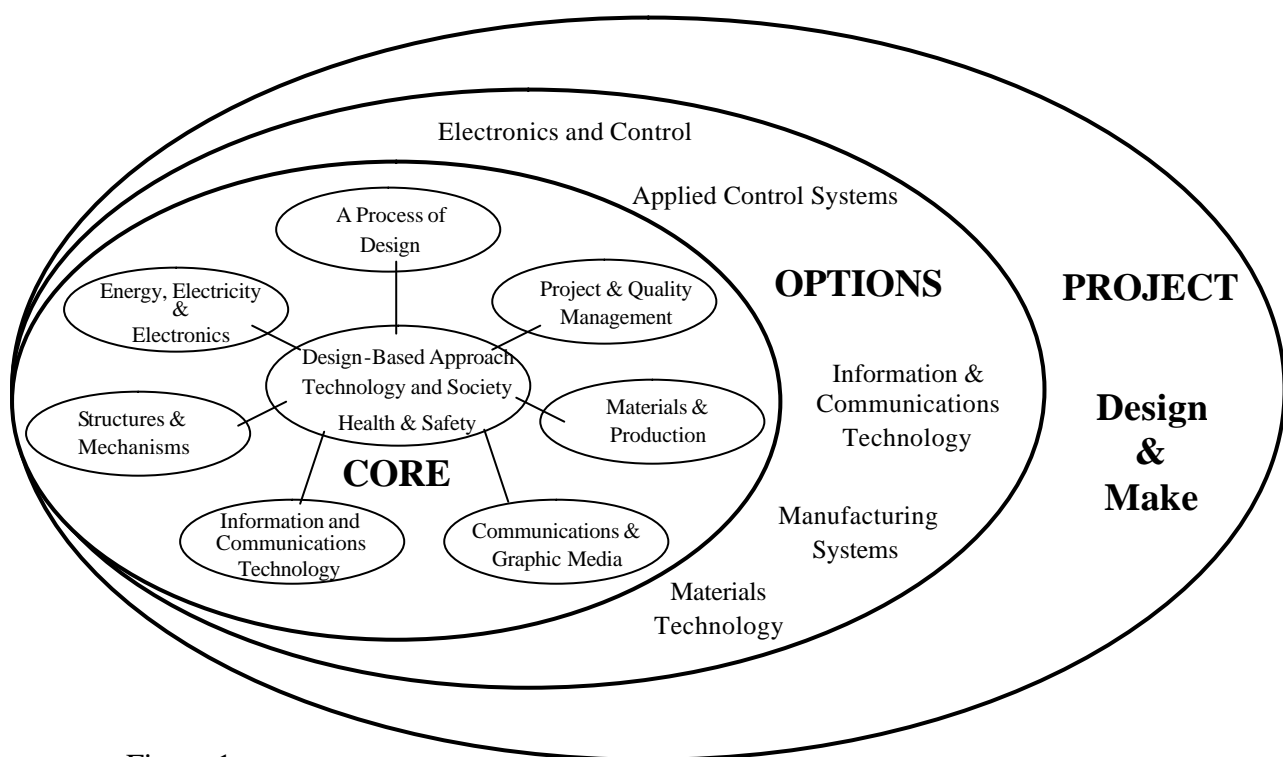 Electronics and Control
Applied Control Systems
A Process of
Design
Energy, Electricity
&
Electronics
Project & Quality
Management
OPTIONS
PROJECT
Design-Based Approach
Technology and Society
Health & Safety
Structures &
Mechanisms
Materials &
Production
CORE
Information &
Communications
Technology
Design
&
Make
Information and
Communications
Technology
Communications &
Graphic Media
Manufacturing
Systems
Materials
Technology
Figure 1